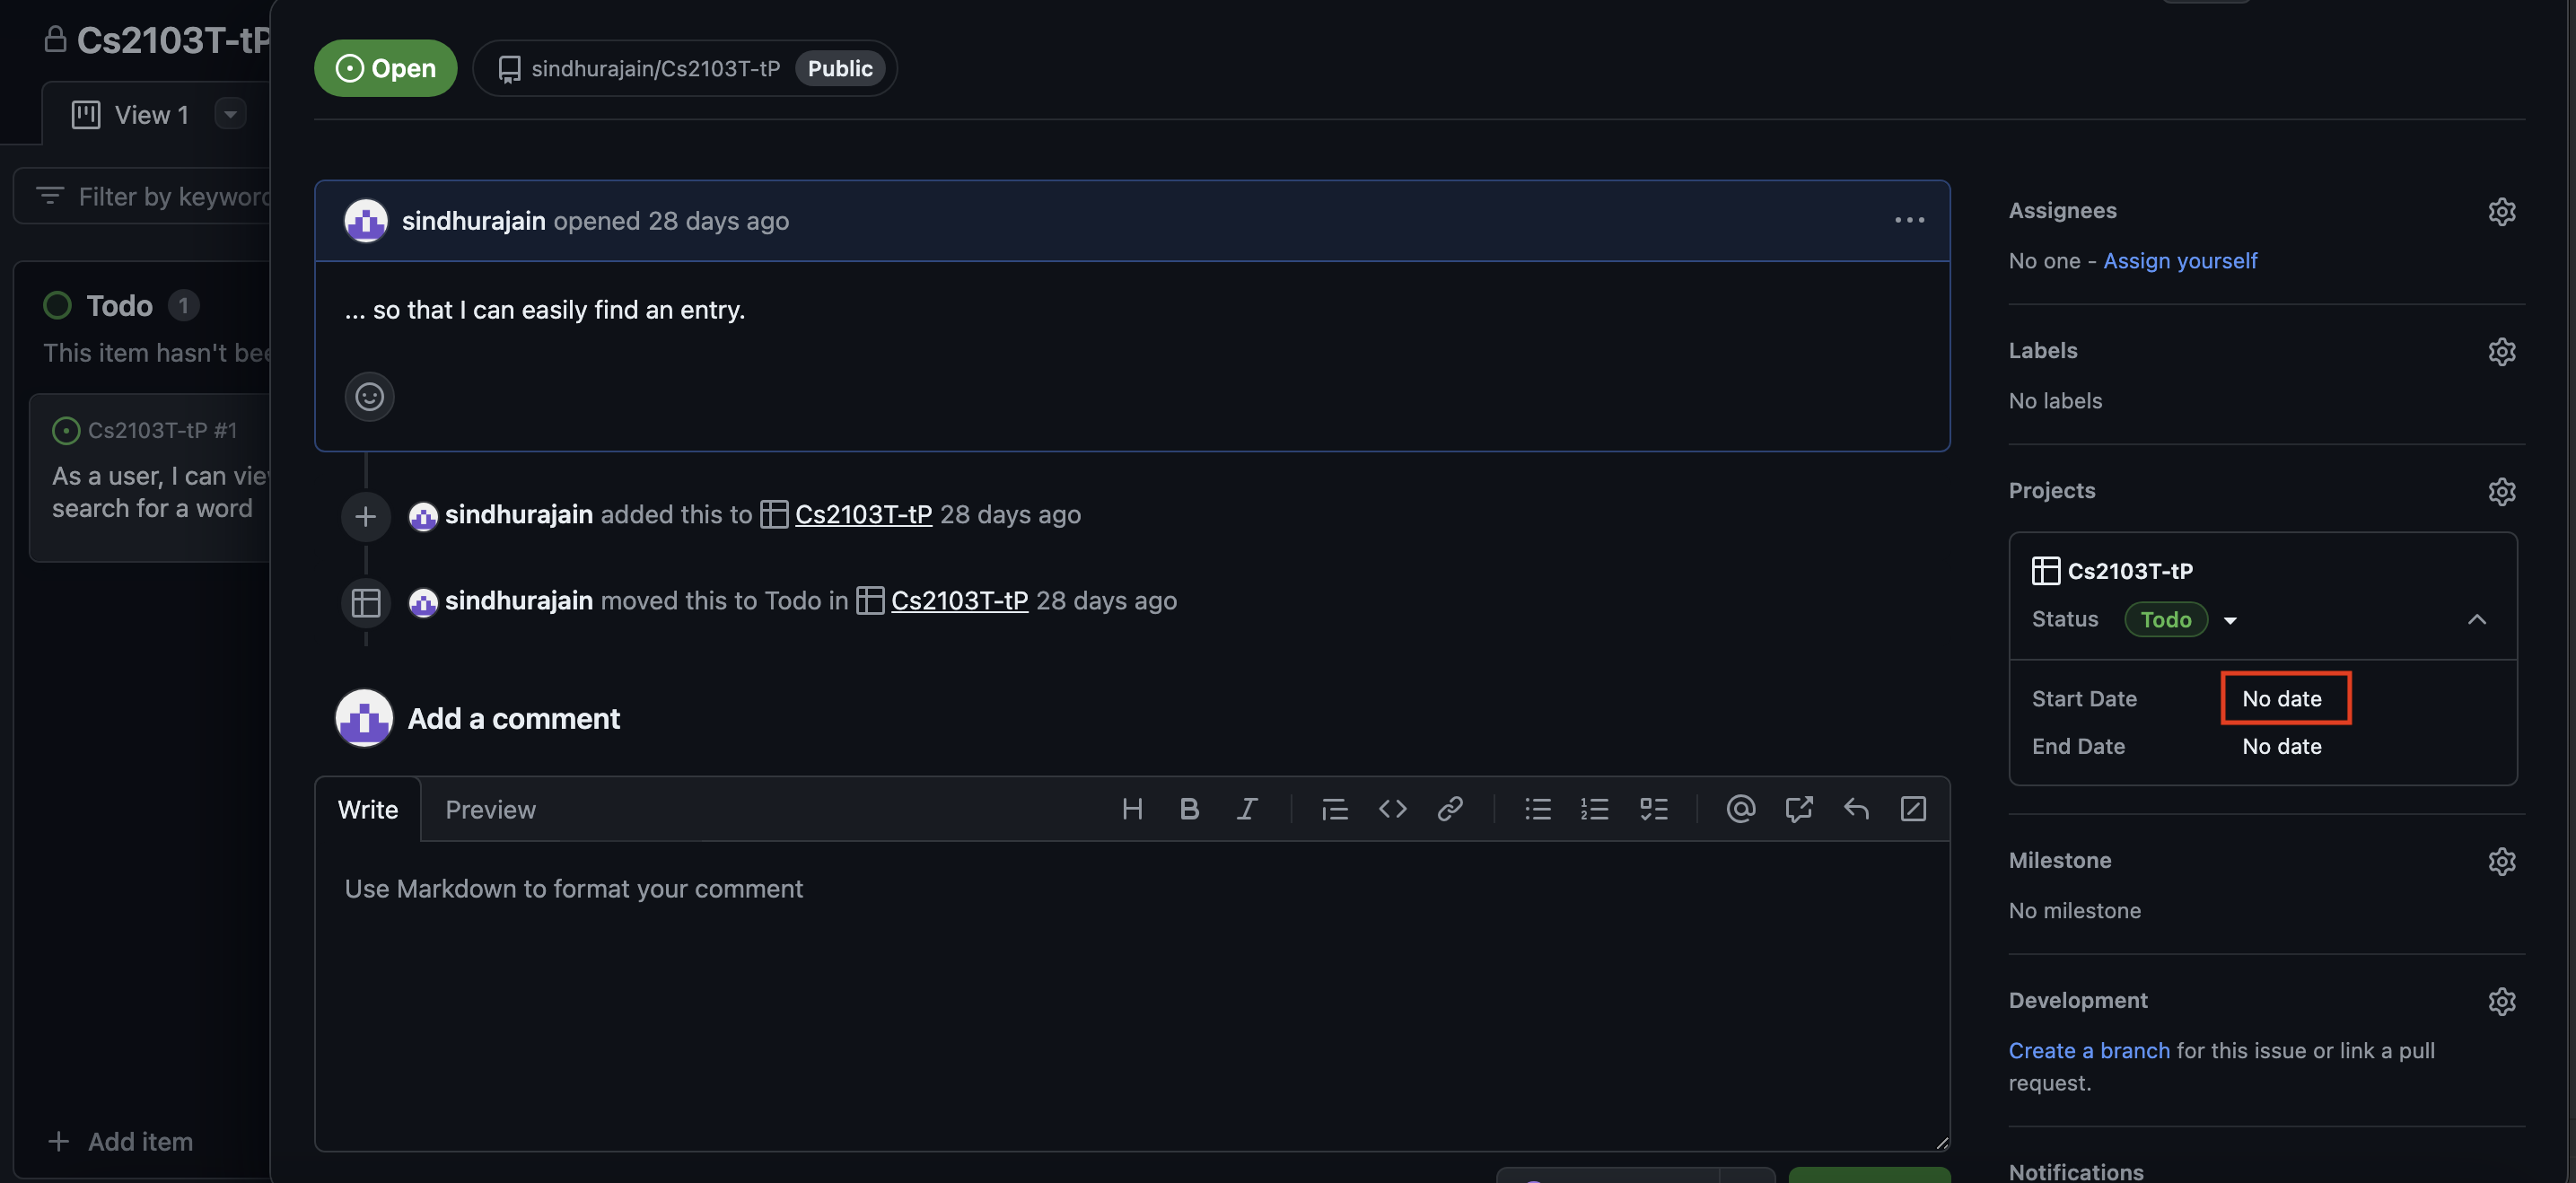 Cs2103T-tP
View 1
Filter by keyword
Todo 1
This item hasn't bee
Cs2103T-tP #1
As a user, I can vie
search for a word
+ Add item
Open
sindhurajain/Cs2103T-tP Public
sindhurajain opened 28 days ago
... so that I can easily find an entry.
sindhurajain added this to Cs2103T-tP 28 days ago
sindhurajain moved this to Todo in Cs2103T-tP 28 days ago
Add a comment
Write Preview
Use Markdown to format your comment
Assignees
No one - Assign yourself
Labels
No labels
Projects
Cs2103T-tP
Status Todo
Start Date No date
End Date No date
Milestone
No milestone
Development
Create a branch for this issue or link a pull
request.
Notifications